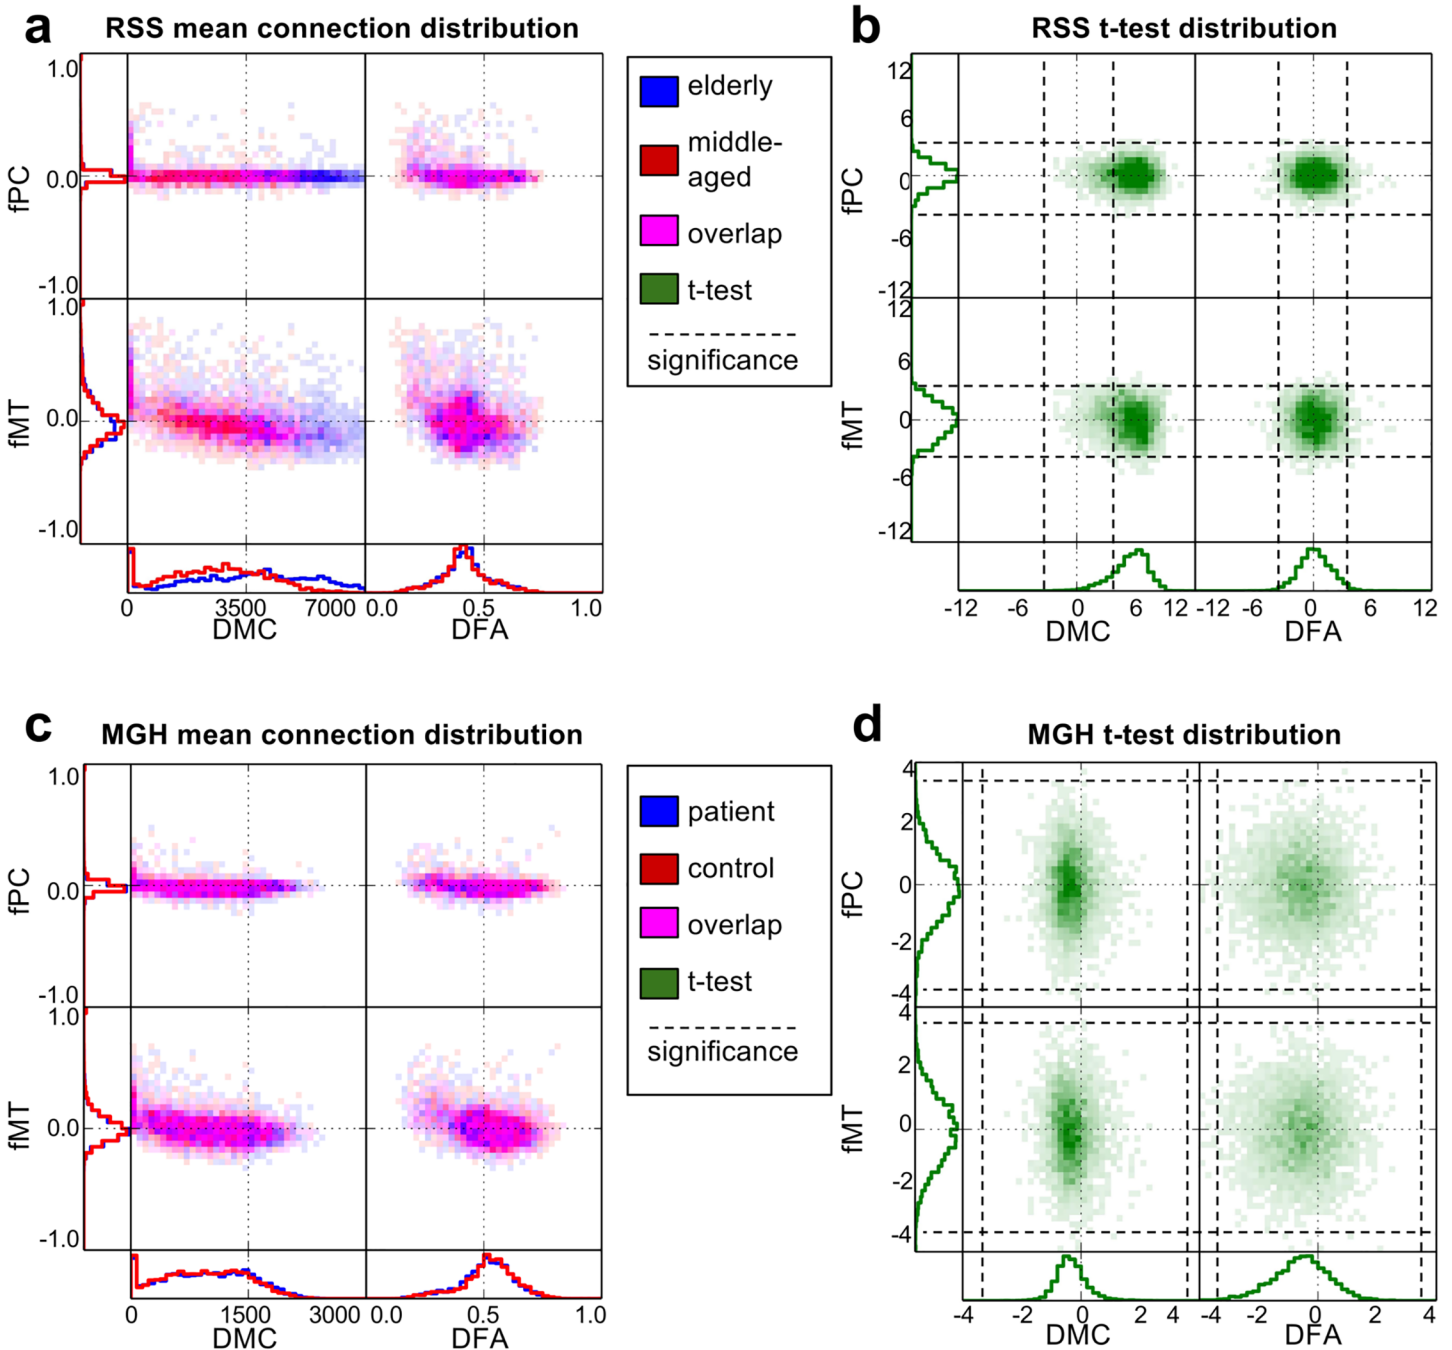 a RSS mean connection distribution
1.0
0.0
-1.0
fPC
1.0
0.0
-1.0
fMT
0 3500 7000 0.0 0.5 1.0
DMC DFA
elderly
middle-
aged
overlap
t-test
significance
b RSS t-test distribution
12
6
0
-6
-12
fPC
12
6
0
-6
-12
fMT
-12 -6 0 6 12 -12 -6 0 6 12
DMC DFA
c MGH mean connection distribution
1.0
0.0
-1.0
fPC
1.0
0.0
-1.0
fMT
0 1500 3000 0.0 0.5 1.0
DMC DFA
patient
control
overlap
t-test
significance
d MGH t-test distribution
4
2
0
-2
-4
fPC
4
2
0
-2
-4
fMT
-4 -2 0 2 4 -4 -2 0 2 4
DMC DFA